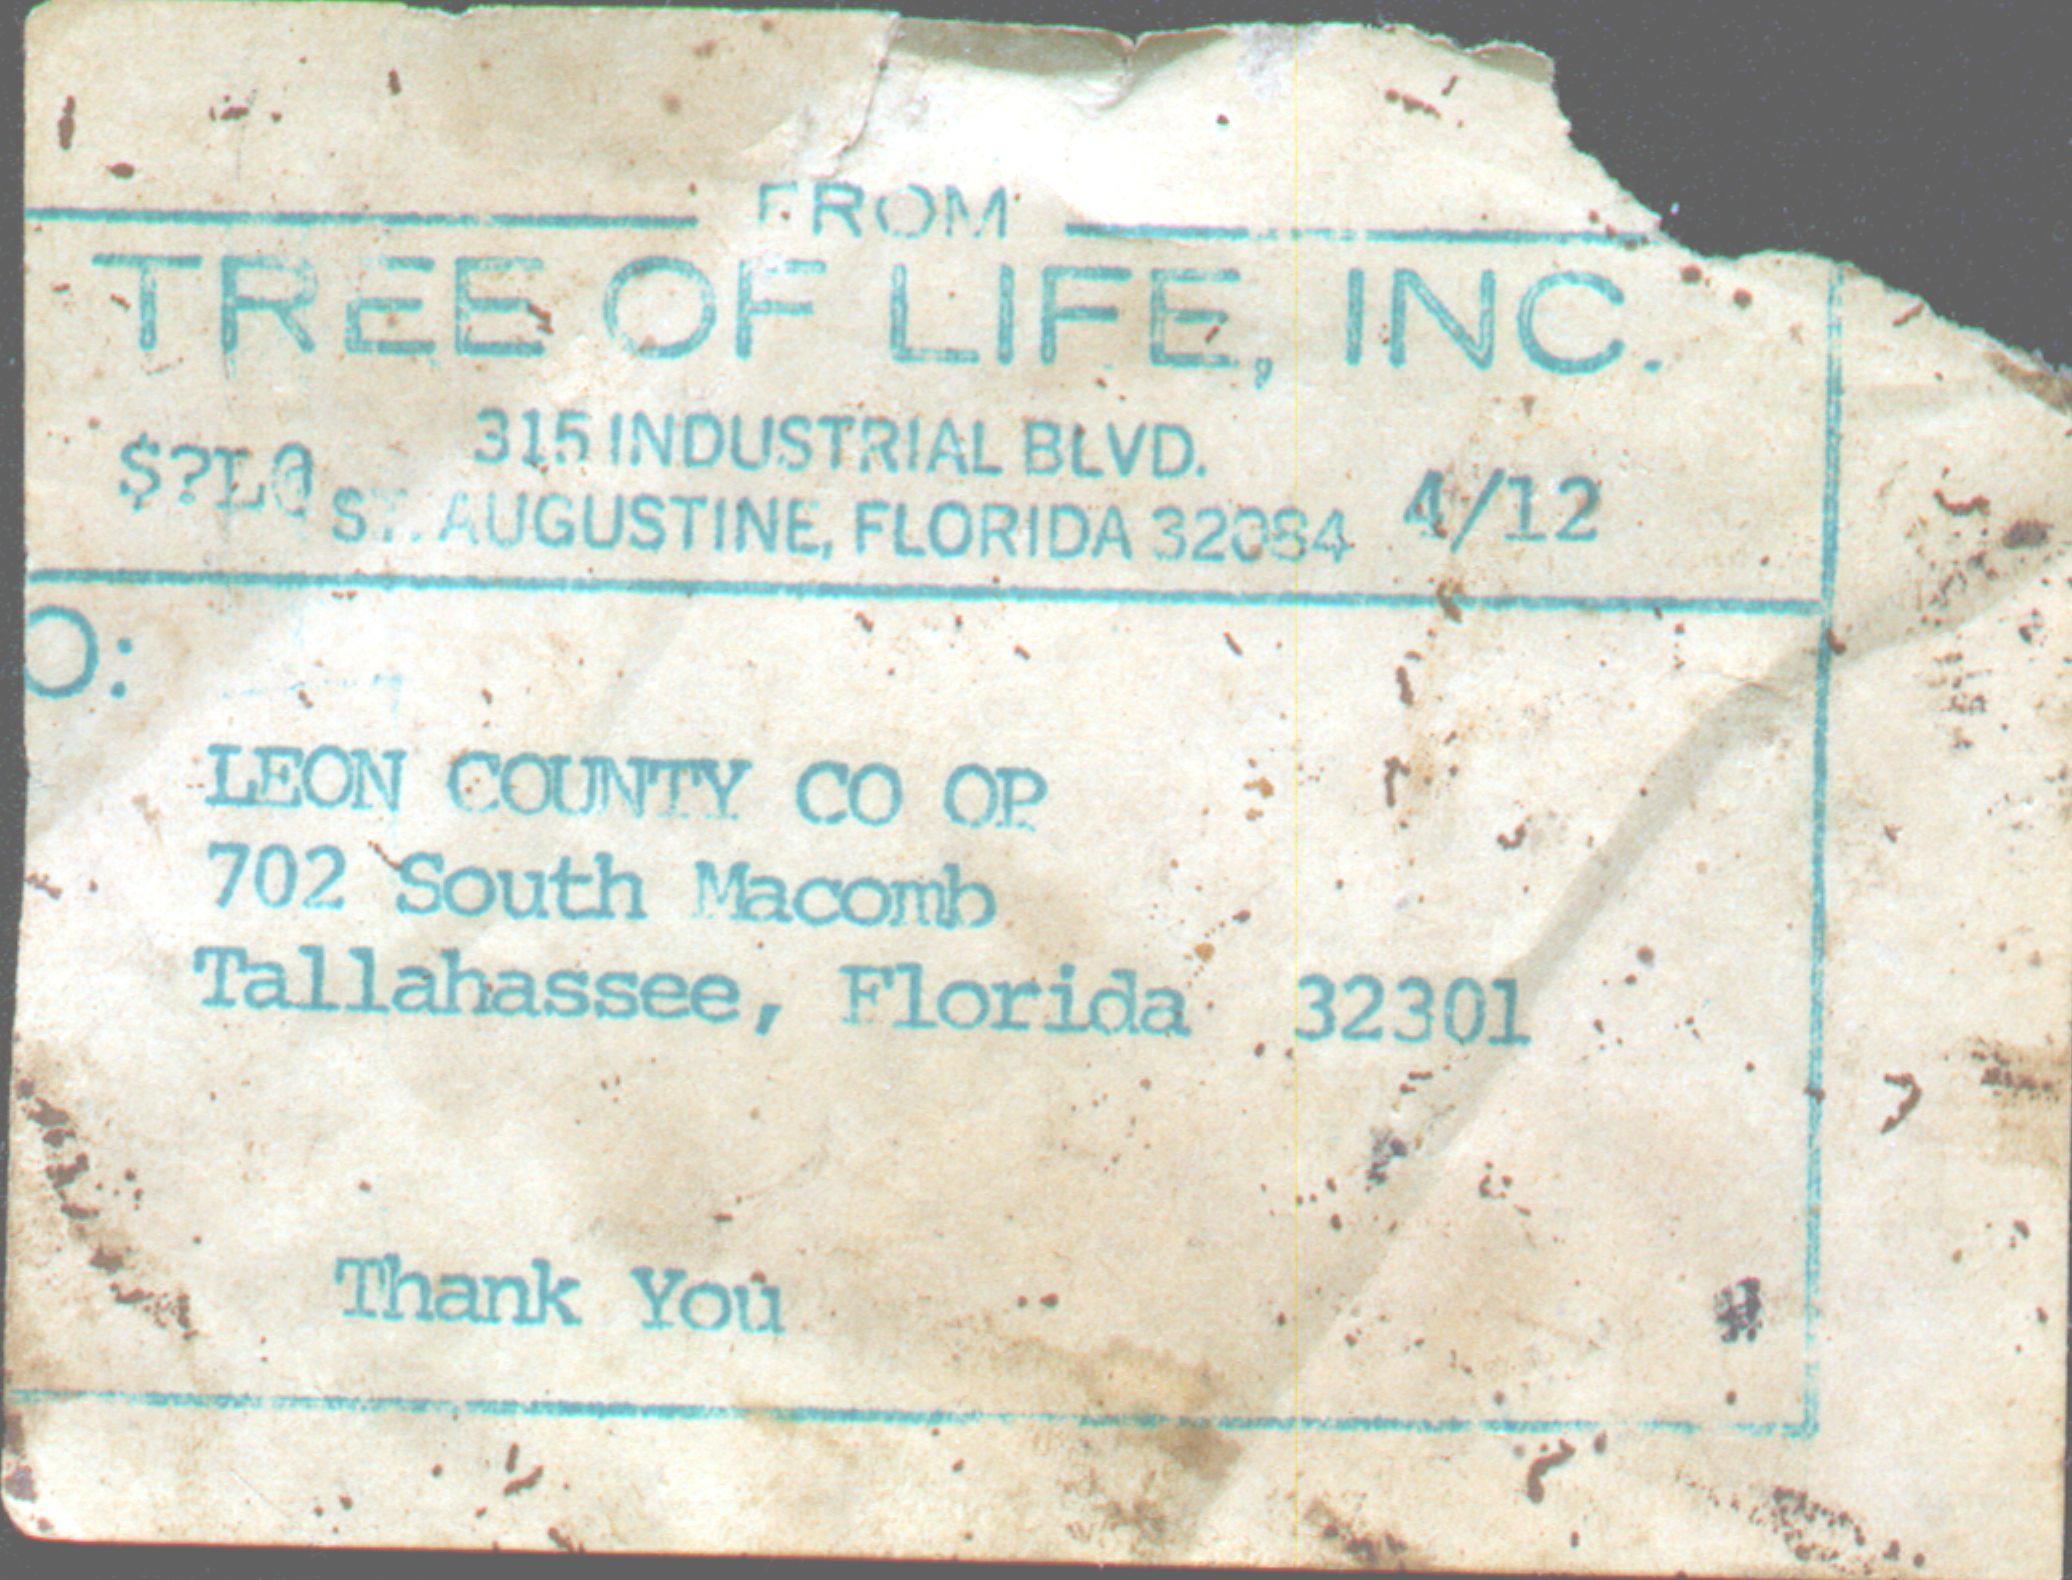 FROM
TREE OF LIFE, INC.
315 INDUSTRIAL BLVD.
$?L0 ST. AUGUSTINE, FLORIDA 32084 4/12
O:
LEON COUNTY CO OP
702 South Macomb
Tallahassee, Florida 32301
Thank You